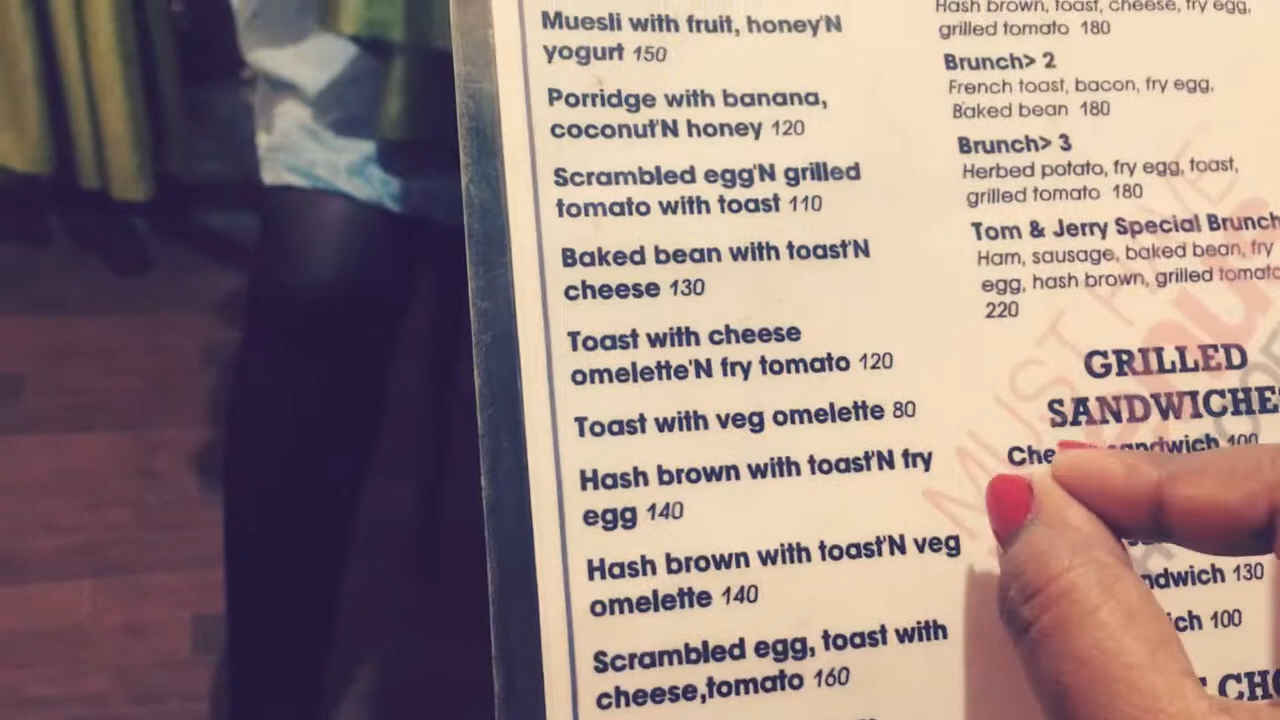 Muesli with fruit, honey'N
yogurt 150
Porridge with banana,
coconut'N honey 120
Scrambled egg'N grilled
tomato with toast 110
Baked bean with toast'N
cheese 130
Toast with cheese
omelette'N fry tomato 120
Toast with veg omelette 80
Hash brown with toast'N fry
egg 140
Hash brown with toast'N veg
omelette 140
Scrambled egg, toast with
cheese,tomato 160
Hash brown, toast, cheese, fry egg,
grilled tomato 180
Brunch> 2
French toast, bacon, fry egg,
Baked bean 180
Brunch> 3
Herbed potato, fry egg, toast,
grilled tomato 180
Tom & Jerry Special Brunch
Ham, sausage, baked bean, fry
egg, hash brown, grilled tomato
220
GRILLED
SANDWICHE
100
130
100
MUST HAVE